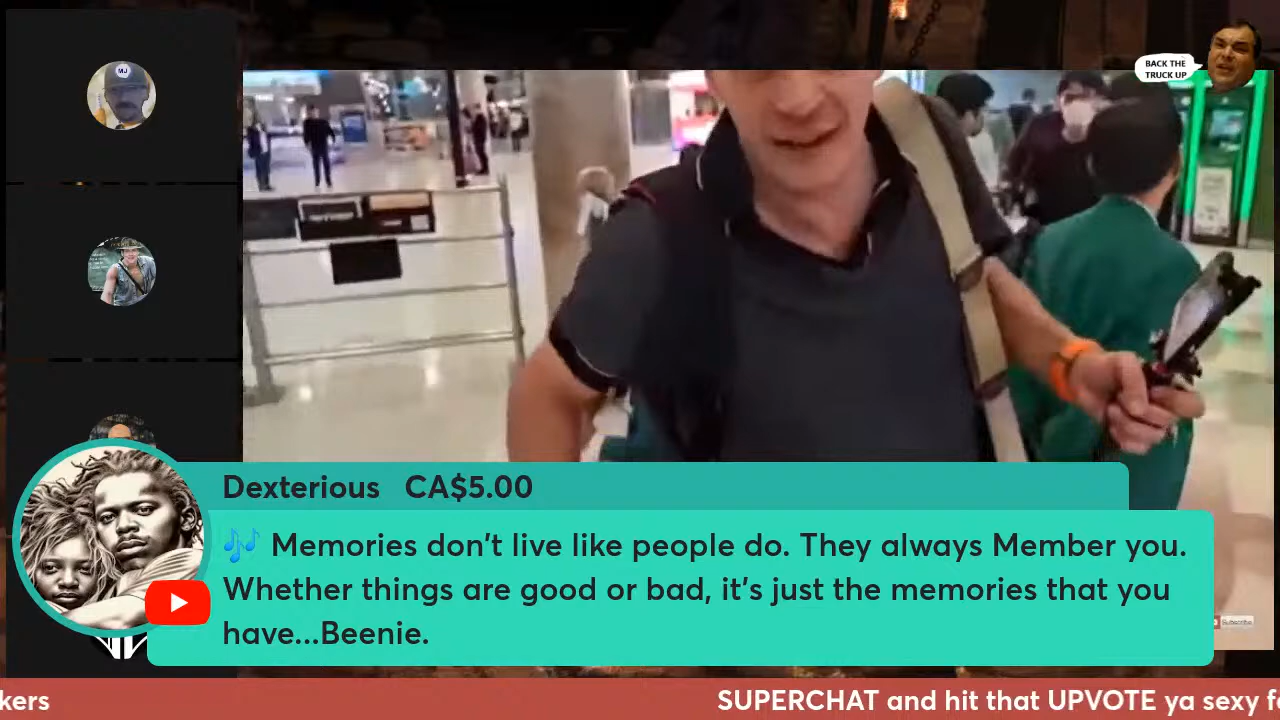 MJ
BACK THE
TRUCK UP
Dexterious CA$5.00
🎶 Memories don't live like people do. They always Member you.
Whether things are good or bad, it's just the memories that you
have...Beenie.
Subscribe
kers SUPERCHAT and hit that UPVOTE ya sexy f